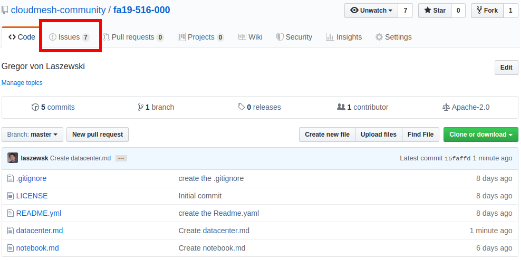 cloudmesh-community / fa19-516-000
Unwatch 7 Star 0 Fork 1
Code Issues 7 Pull requests 0 Projects 0 Wiki Security Insights Settings
Gregor von Laszewski Edit
Manage topics
5 commits 1 branch 0 releases 1 contributor Apache-2.0
Branch: master New pull request Create new file Upload files Find File Clone or download
laszewsk Create datacenter.md ... Latest commit 1 minute ago
.gitignore create the .gitignore 8 days ago
LICENSE Initial commit 8 days ago
README.yml create the Readme.yaml 8 days ago
datacenter.md Create datacenter.md 1 minute ago
notebook.md Create notebook.md 6 days ago